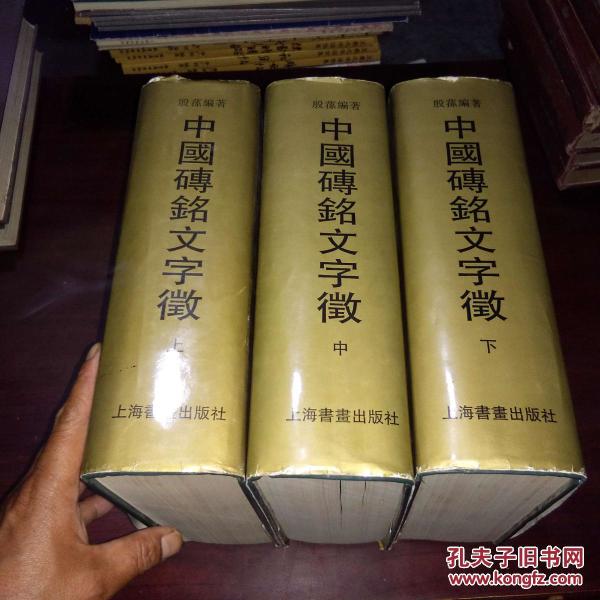 殷蓀編著
中國磚銘文字徵
上
上海書畫出版社
殷蓀編著
中國磚銘文字徵
中
上海書畫出版社
殷蓀編著
中國磚銘文字徵
下
上海書畫出版社
孔夫子旧书网
www.kongfz.com